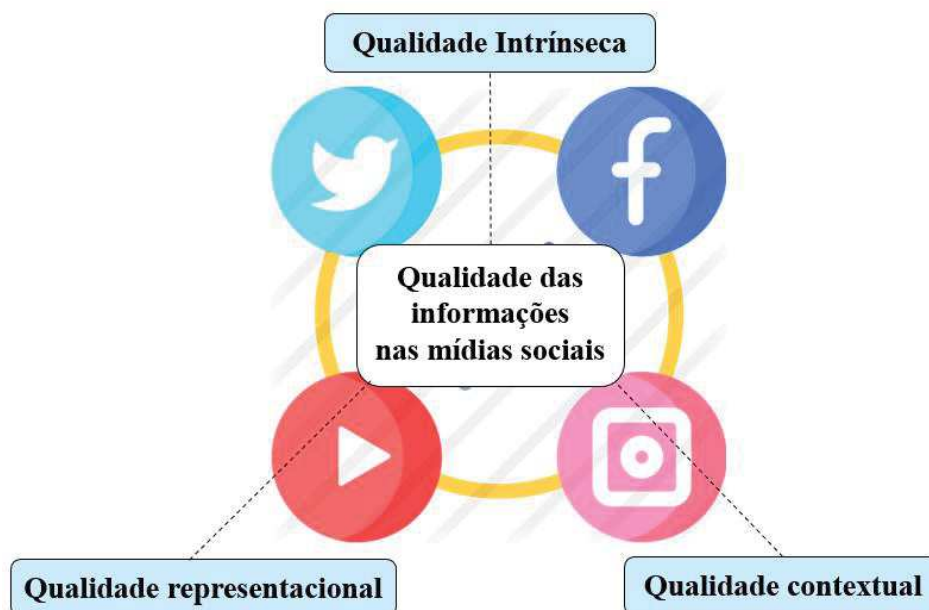 Qualidade Intrínseca
Qualidade das
informações
nas mídias sociais
Qualidade representacional
Qualidade contextual